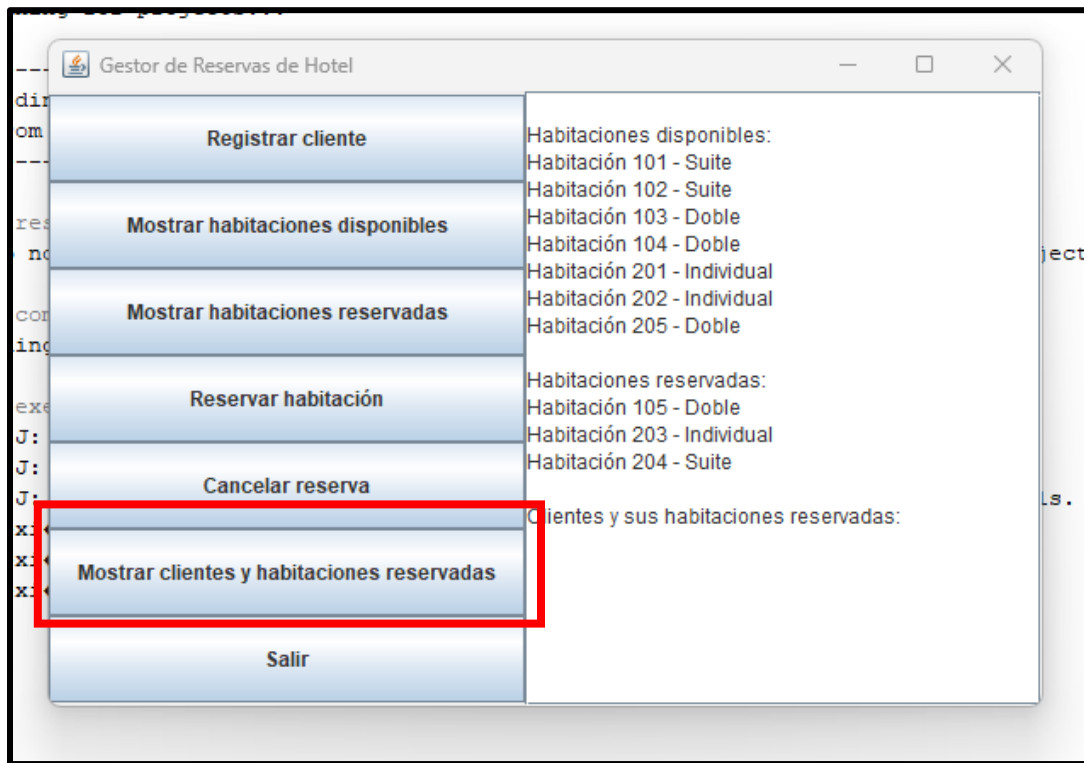 Gestor de Reservas de Hotel
Registrar cliente
Mostrar habitaciones disponibles
Mostrar habitaciones reservadas
Reservar habitación
Cancelar reserva
Mostrar clientes y habitaciones reservadas
Salir
Habitaciones disponibles:
Habitación 101 - Suite
Habitación 102 - Suite
Habitación 103 - Doble
Habitación 104 - Doble
Habitación 201 - Individual
Habitación 202 - Individual
Habitación 205 - Doble
Habitaciones reservadas:
Habitación 105 - Doble
Habitación 203 - Individual
Habitación 204 - Suite
Clientes y sus habitaciones reservadas: